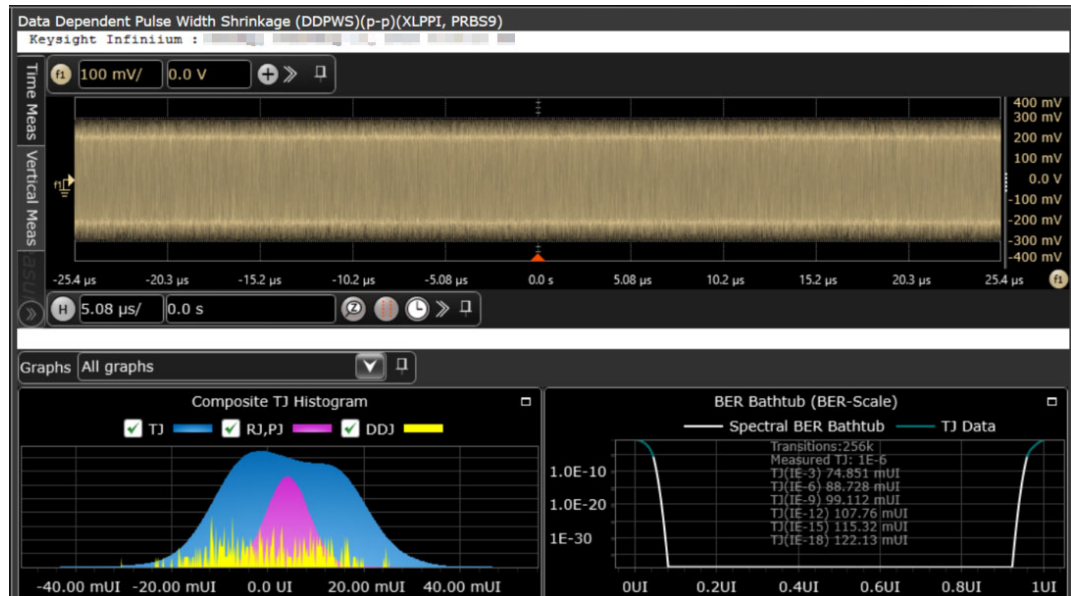 Data Dependent Pulse Width Shrinkage (DDPWS)(p-p)(XLPPI, PRBS9)
Keysight Infiniium :
Time Meas
Vertical Meas
f1 100 mV/ 0.0 V
400 mV
300 mV
200 mV
100 mV
0.0 V
-100 mV
-200 mV
-300 mV
-400 mV
f1
-25.4 µs -20.3 µs -15.2 µs -10.2 µs -5.08 µs 0.0 s 5.08 µs 10.2 µs 15.2 µs 20.3 µs 25.4 µs f1
H 5.08 µs/ 0.0 s
Graphs All graphs
Composite TJ Histogram
TJ RJ,PJ DDJ
-40.00 mUI -20.00 mUI 0.0 UI 20.00 mUI 40.00 mUI
BER Bathtub (BER-Scale)
Spectral BER Bathtub TJ Data
Transitions:256k
Measured TJ: 1E-6
TJ(IE-3) 74.851 mUI
TJ(IE-6) 88.728 mUI
TJ(IE-9) 99.112 mUI
TJ(IE-12) 107.76 mUI
TJ(IE-15) 115.32 mUI
TJ(IE-18) 122.13 mUI
1.0E-10
1.0E-20
1E-30
0UI 0.2UI 0.4UI 0.6UI 0.8UI 1UI